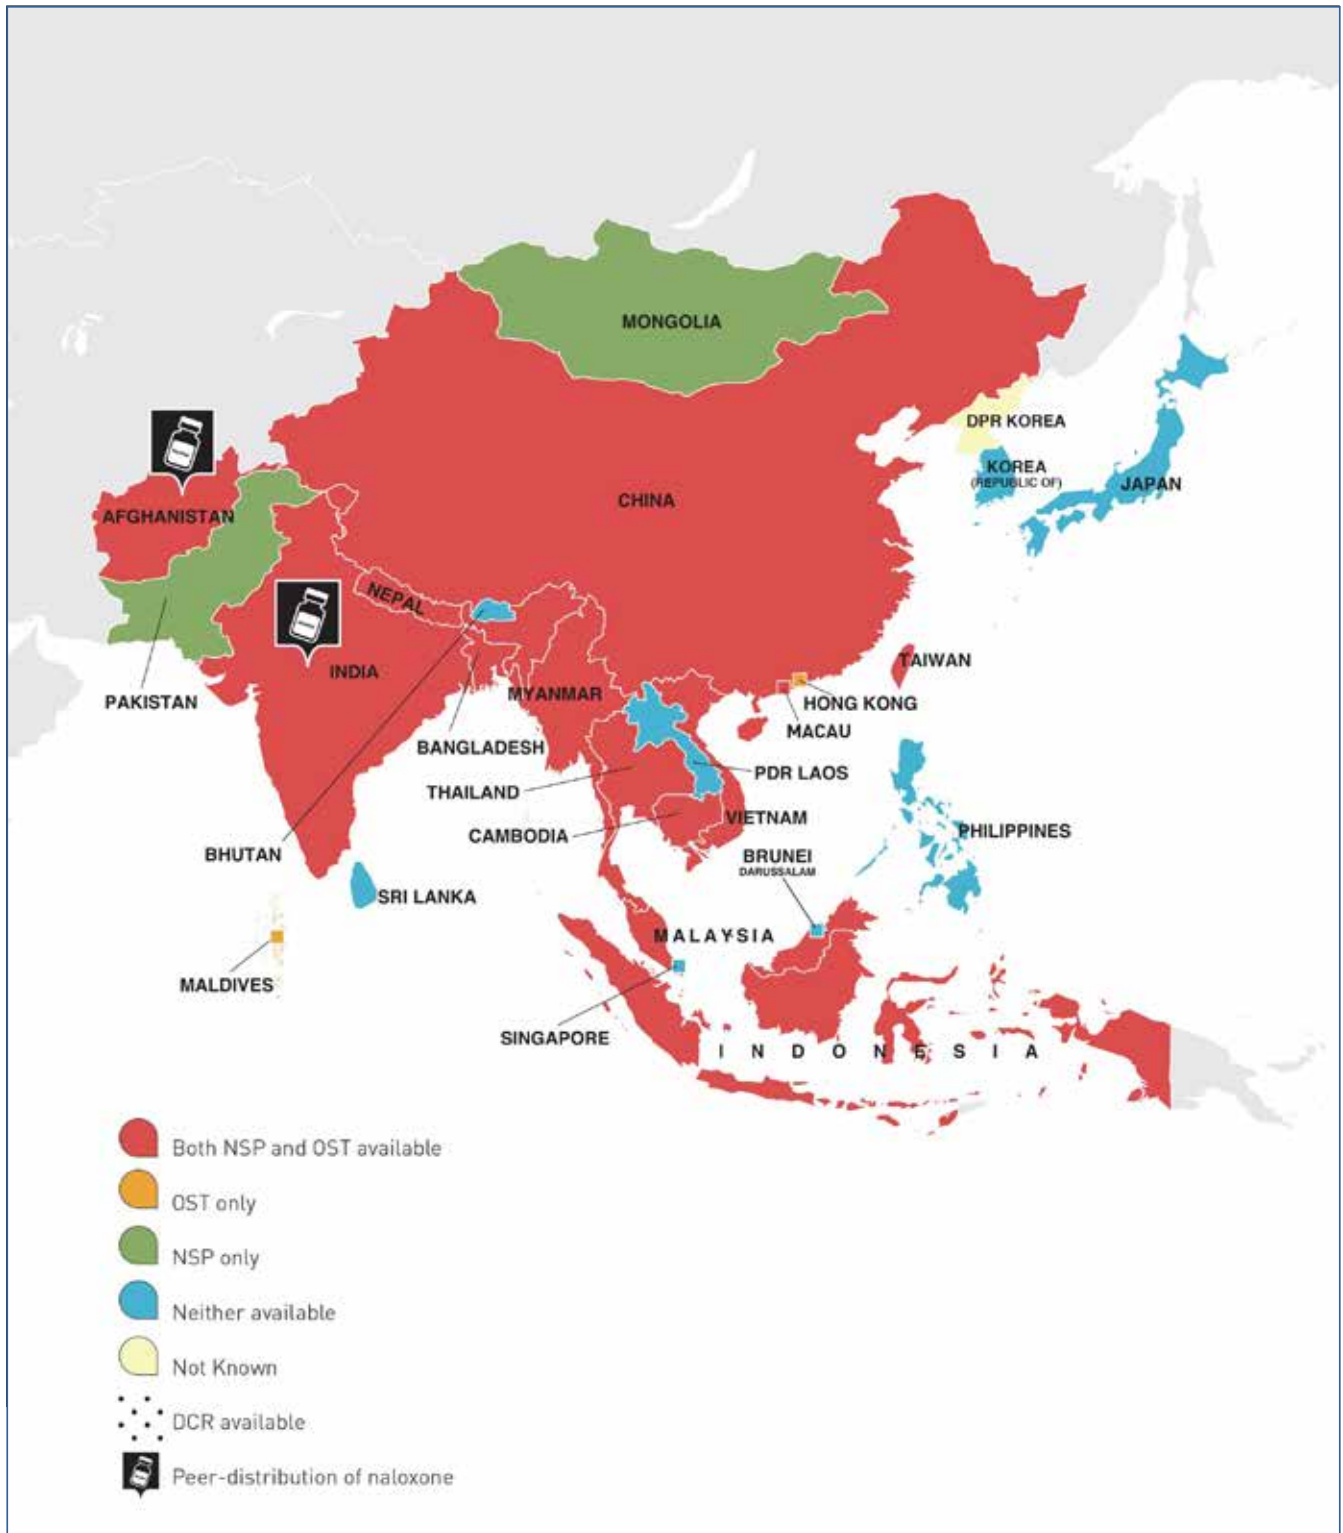 MONGOLIA
DPR KOREA
KOREA
(REPUBLIC OF)
JAPAN
CHINA
AFGHANISTAN
NEPAL
INDIA
TAIWAN
PAKISTAN
MYANMAR
HONG KONG
MACAU
BANGLADESH
PDR LAOS
THAILAND
VIETNAM
CAMBODIA
PHILIPPINES
BHUTAN
BRUNEI
DARUSSALAM
SRI LANKA
MALAYSIA
MALDIVES
SINGAPORE
INDONESIA
Both NSP and OST available
OST only
NSP only
Neither available
Not Known
DCR available
Peer-distribution of naloxone